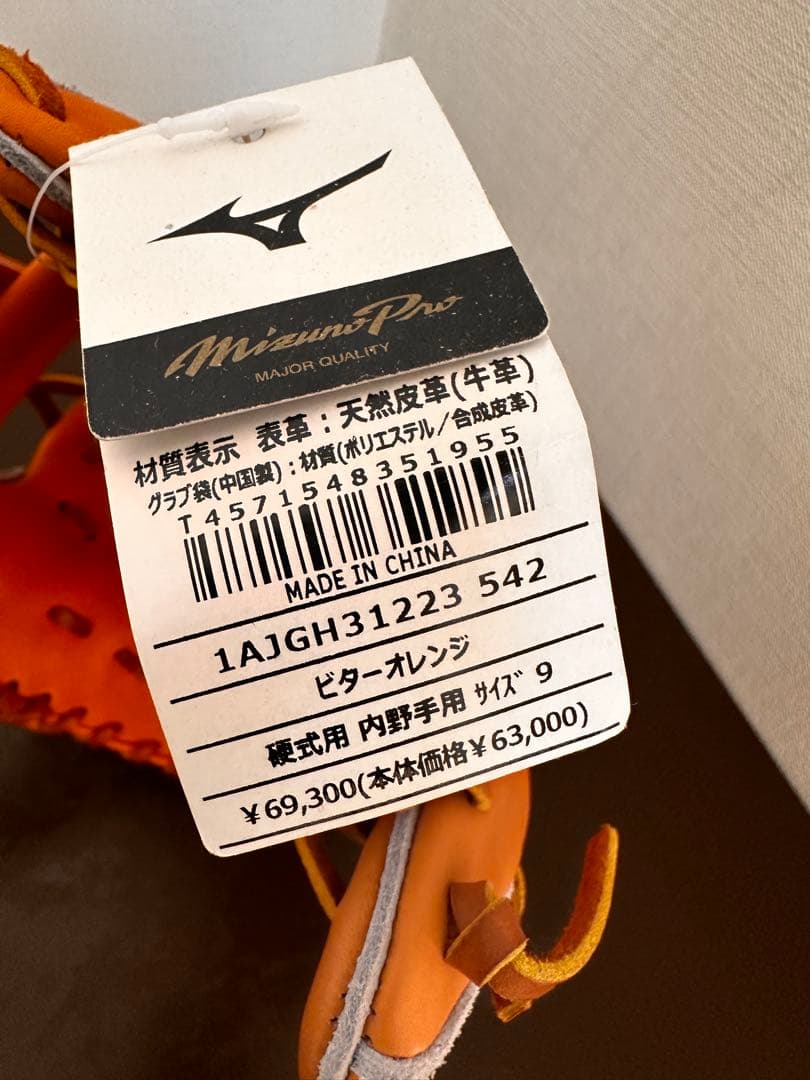 Mizuno Pro
MAJOR QUALITY
材質表示 表革：天然皮革(牛革)
グラブ袋(中国製)：材質(ポリエステル/合成皮革)
T4571548351955
MADE IN CHINA
1AJGH31223 542
ビターオレンジ
硬式用 内野手用 ｻｲｽﾞ 9
¥69,300(本体価格¥63,000)